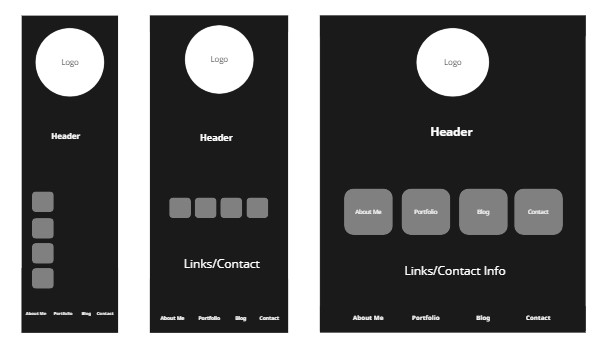 Logo
Header
About Me Portfolio Blog Contact
Logo
Header
Links/Contact
About Me Portfolio Blog Contact
Logo
Header
About Me Portfolio Blog Contact
Links/Contact Info
About Me Portfolio Blog Contact